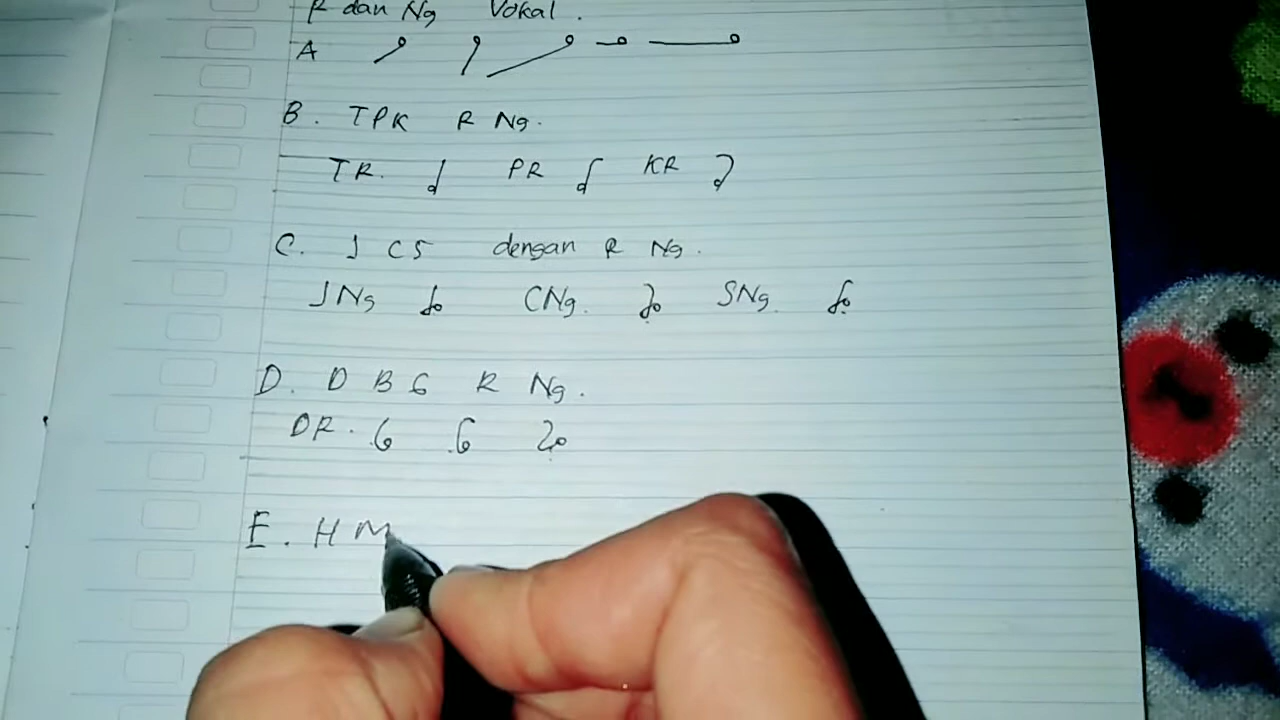 R dan Ng Vokal.
A
B. TPK R Ng.
TR. PR KR
C. J C S dengan R Ng.
JNg CNg. SNg.
D. D B G R Ng.
DR.
E. H M